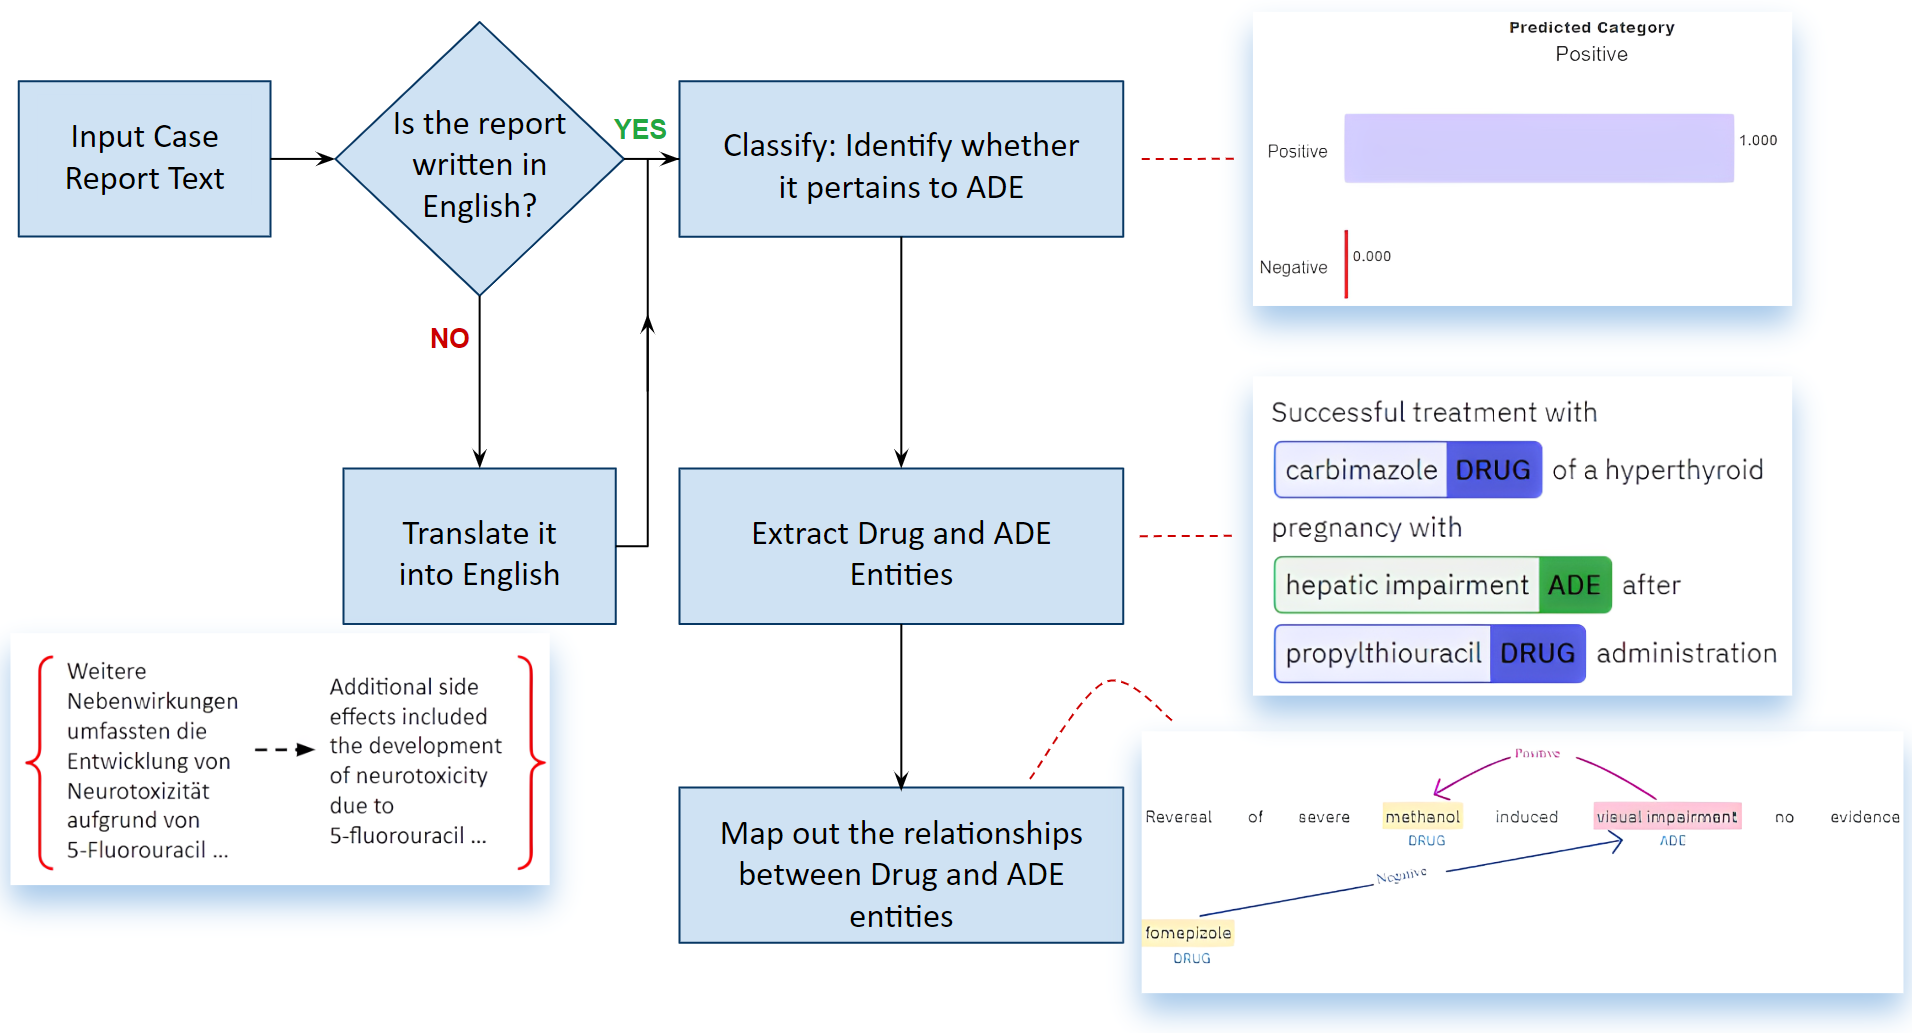 Input Case
Report Text
Is the report
written in
English?
YES
NO
Translate it
into English
Classify: Identify whether
it pertains to ADE
Extract Drug and ADE
Entities
Map out the relationships
between Drug and ADE
entities
Weitere
Nebenwirkungen
umfassten die
Entwicklung von
Neurotoxizität
aufgrund von
5-Fluorouracil ...
Additional side
effects included
the development
of neurotoxicity
due to
5-fluorouracil ...
Predicted Category
Positive
Positive 1.000
Negative 0.000
Successful treatment with
carbimazole DRUG of a hyperthyroid
pregnancy with
hepatic impairment ADE after
propylthiouracil DRUG administration
Positive
Reversal of severe methanol induced visual impairment no evidence
DRUG ADE
Negative
fomepizole
DRUG